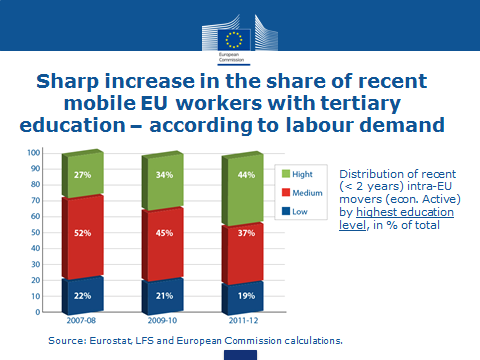 European
Commission
Sharp increase in the share of recent
mobile EU workers with tertiary
education – according to labour demand
100
90
80
70
60
50
40
30
20
10
0
27%
34%
44%
52%
45%
37%
22%
21%
19%
2007-08
2009-10
2011-12
Hight
Medium
Low
Distribution of recent
(< 2 years) intra-EU
movers (econ. Active)
by highest education
level, in % of total
Source: Eurostat, LFS and European Commission calculations.